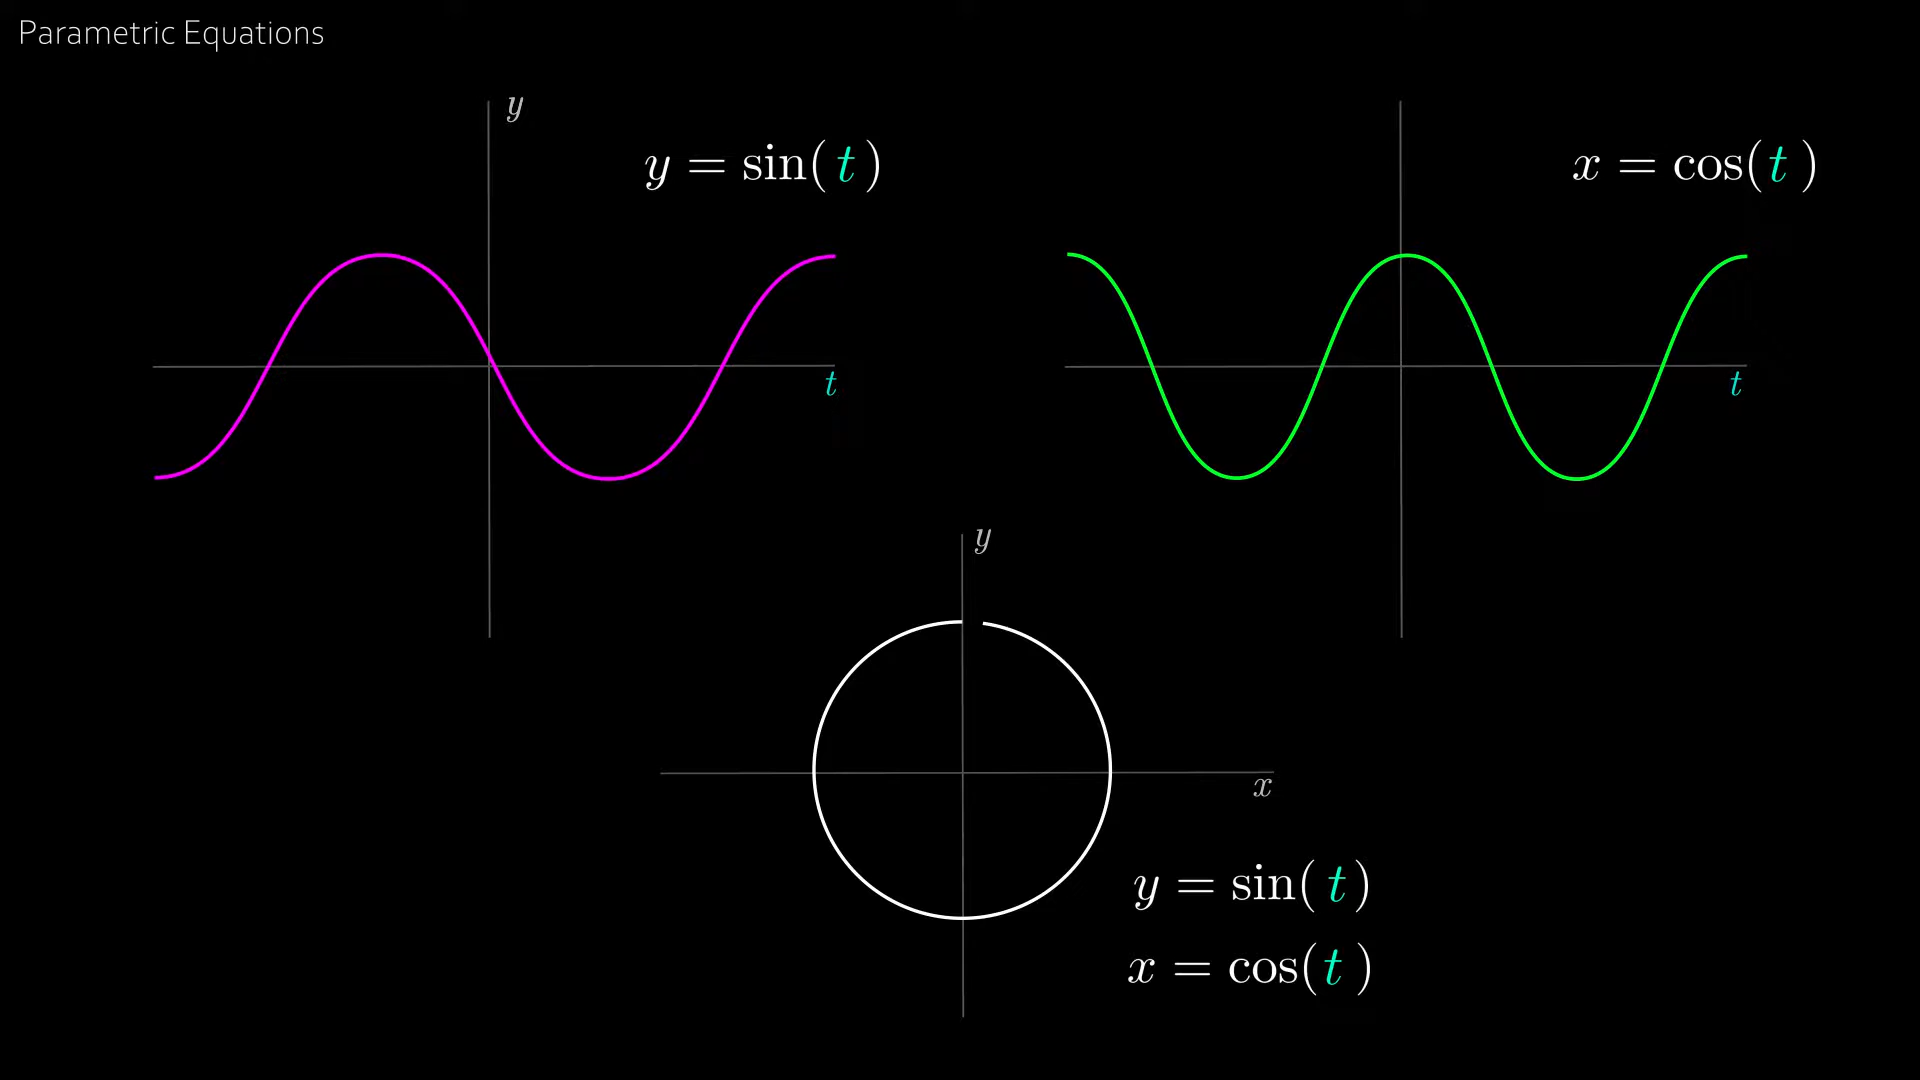 Parametric Equations
y
y = sin( t )
t
x = cos( t )
t
y
x
y = sin( t )
x = cos( t )